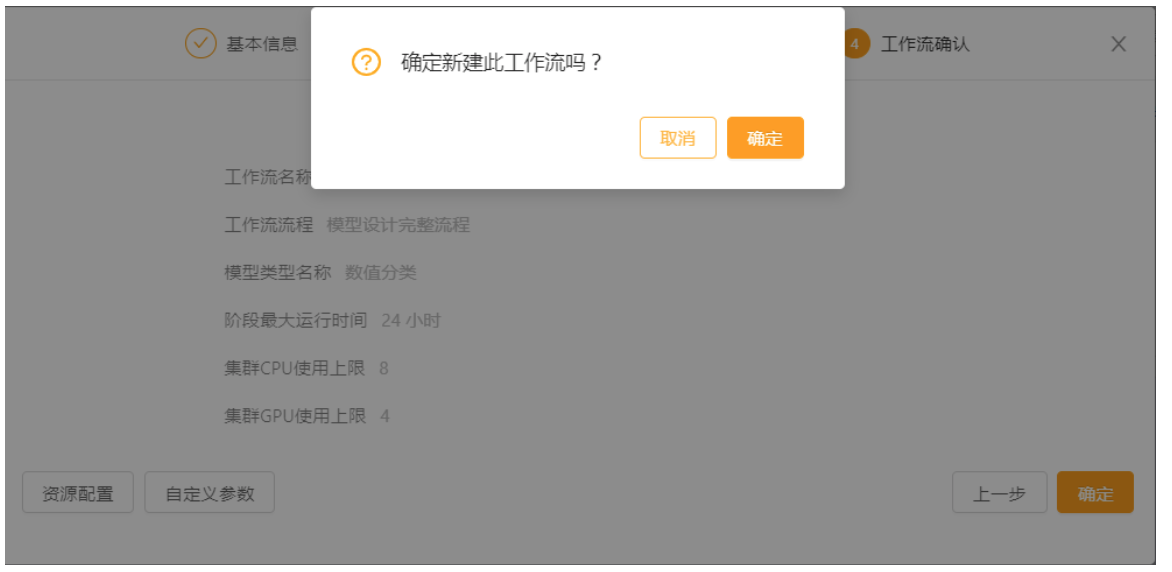 基本信息
4 工作流确认
确定新建此工作流吗？
取消 确定
工作流名称
工作流流程 模型设计完整流程
模型类型名称 数值分类
阶段最大运行时间 24 小时
集群CPU使用上限 8
集群GPU使用上限 4
资源配置 自定义参数 上一步 确定